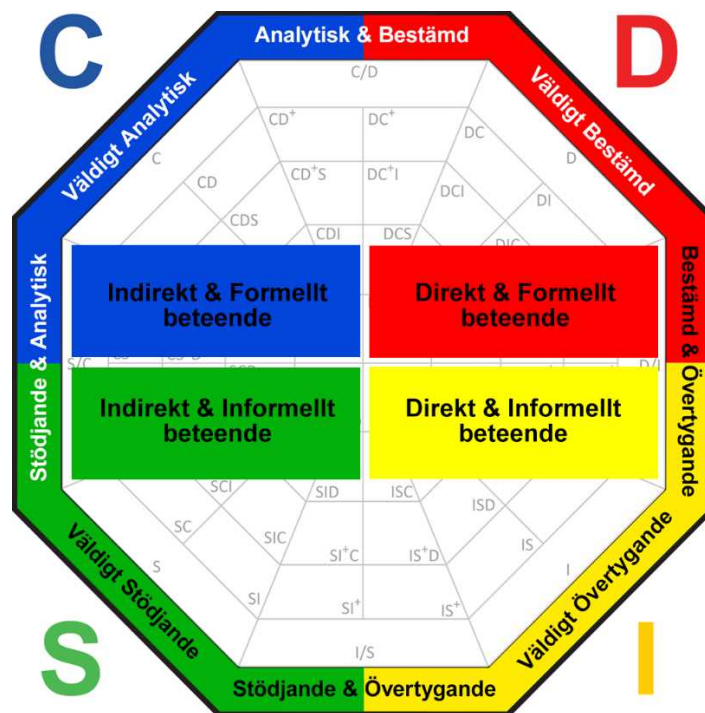 C
D
Analytisk & Bestämd
C/D
Väldigt Analytisk
Väldigt Bestämd
CD+
DC+
C
DC
D
CD
CD+S
DC+I
DCI
DI
CDS
CDI
DCS
DIC
Indirekt & Formellt
beteende
Direkt & Formellt
beteende
Stödjande & Analytisk
Bestämd & Övertygande
S/C
D/I
Indirekt & Informellt
beteende
Direkt & Informellt
beteende
SCI
SID
ISC
ISD
SC
SIC
SI+C
IS+D
IS
S
I
SI
SI+
IS+
Väldigt Stödjande
Väldigt Övertygande
I/S
Stödjande & Övertygande
S
I